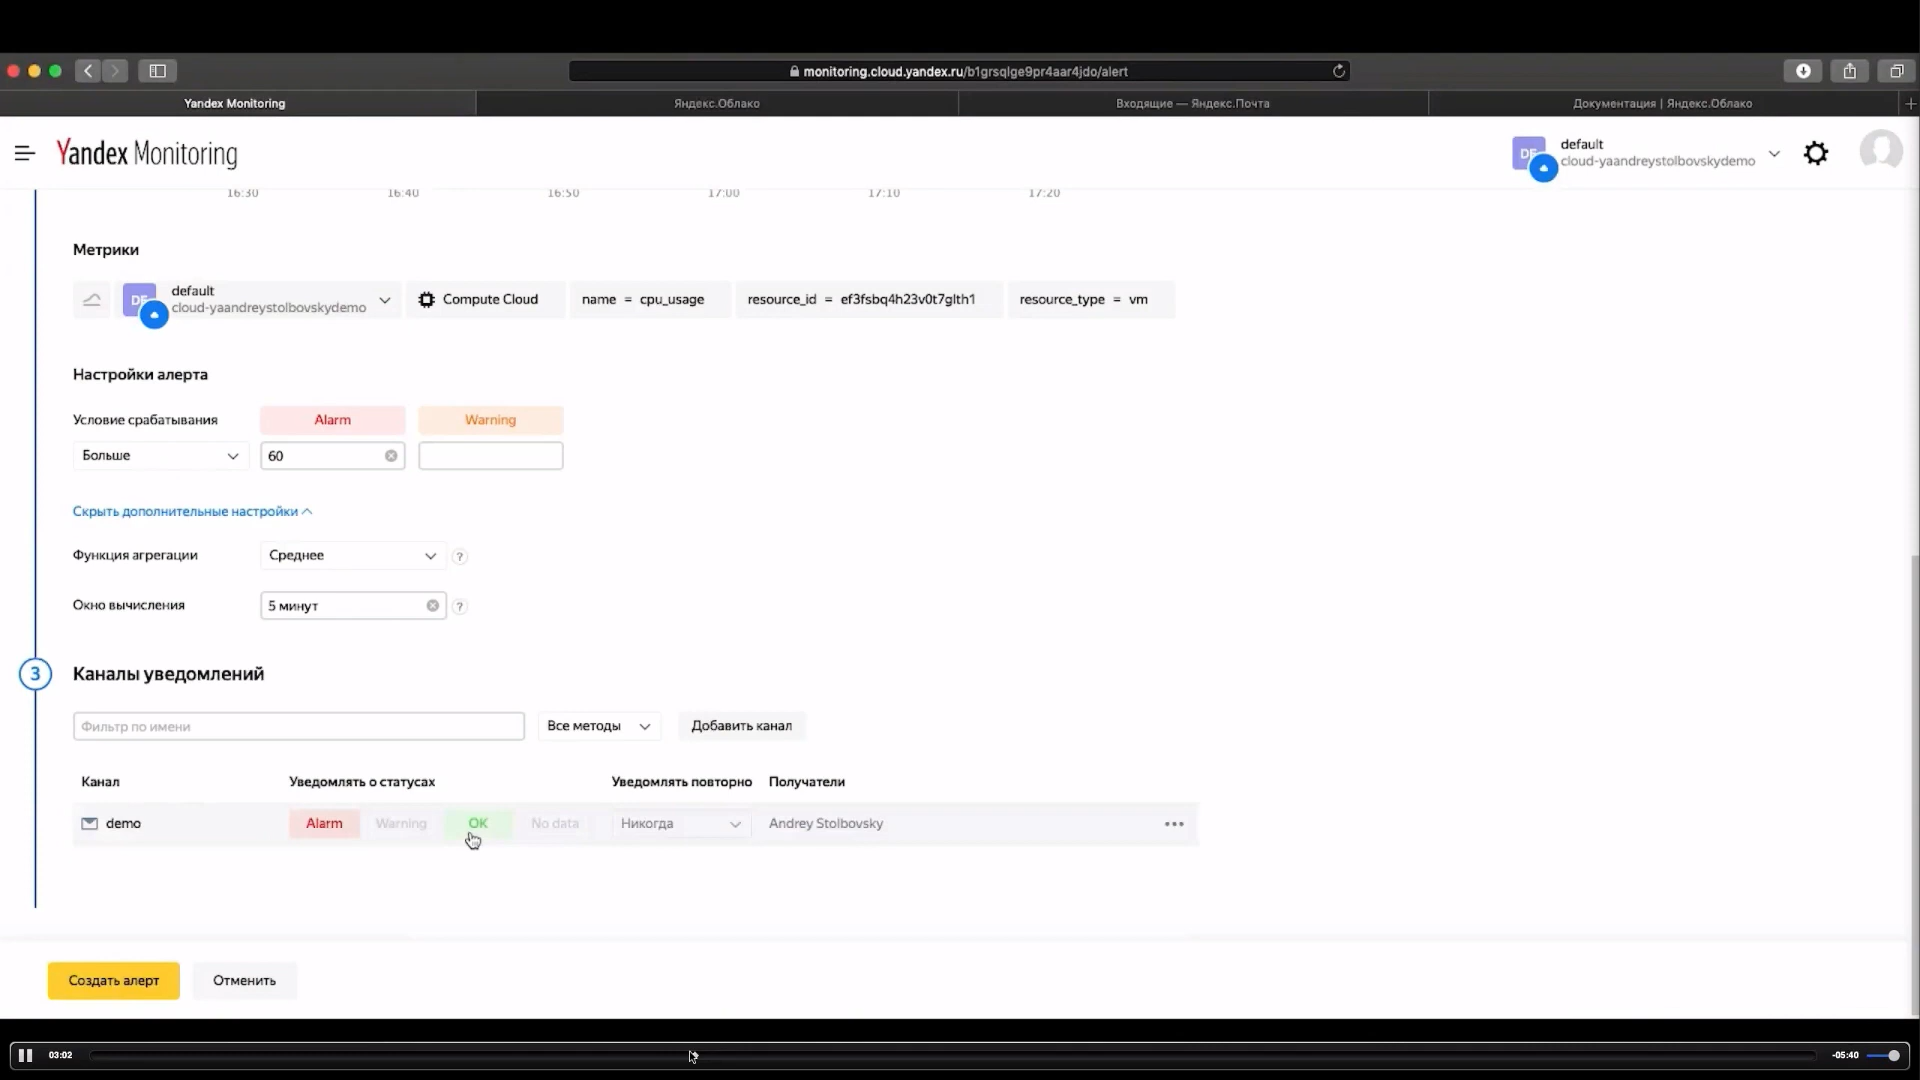 monitoring.cloud.yandex.ru/b1grsqlge9pr4aar4jdo/alert
Yandex Monitoring
Яндекс.Облако
Входящие — Яндекс.Почта
Документация | Яндекс.Облако
Yandex Monitoring
DE
default
cloud-yaandreystolbovskydemo
16:30 16:40 16:50 17:00 17:10 17:20
Метрики
DE
default
cloud-yaandreystolbovskydemo
Compute Cloud
name = cpu_usage
resource_id = ef3fsbq4h23v0t7glth1
resource_type = vm
Настройки алерта
Условие срабатывания Alarm Warning
Больше 60
Скрыть дополнительные настройки
Функция агрегации Среднее ?
Окно вычисления 5 минут ?
3 Каналы уведомлений
Фильтр по имени Все методы Добавить канал
Канал Уведомлять о статусах Уведомлять повторно Получатели
demo Alarm Warning OK No data Никогда Andrey Stolbovsky
Создать алерт Отменить
03:02 -05:40